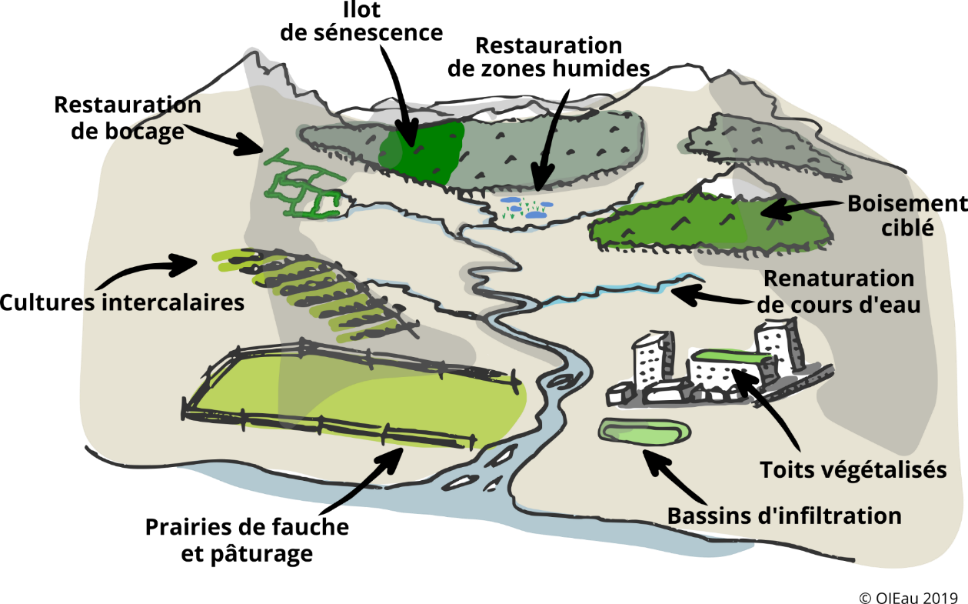 Ilot
de sénescence
Restauration
de zones humides
Restauration
de bocage
Boisement
ciblé
Cultures intercalaires
Renaturation
de cours d'eau
Toits végétalisés
Bassins d'infiltration
Prairies de fauche
et pâturage
© OIEau 2019